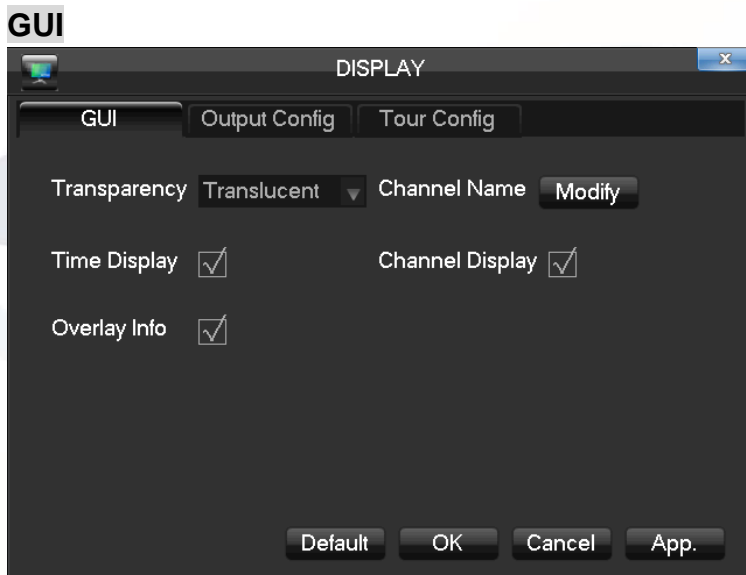 GUI
DISPLAY
x
GUI Output Config Tour Config
Transparency Translucent Channel Name Modify
Time Display Channel Display
Overlay Info
Default OK Cancel App.